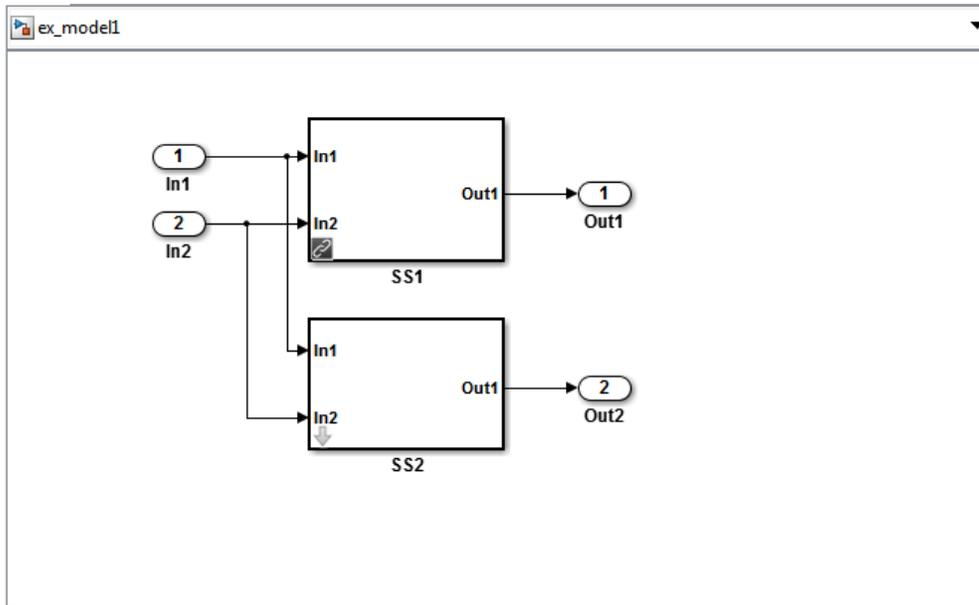 ex_model1
1
In1
In1
Out1
1
Out1
2
In2
In2
SS1
In1
Out1
2
Out2
In2
SS2